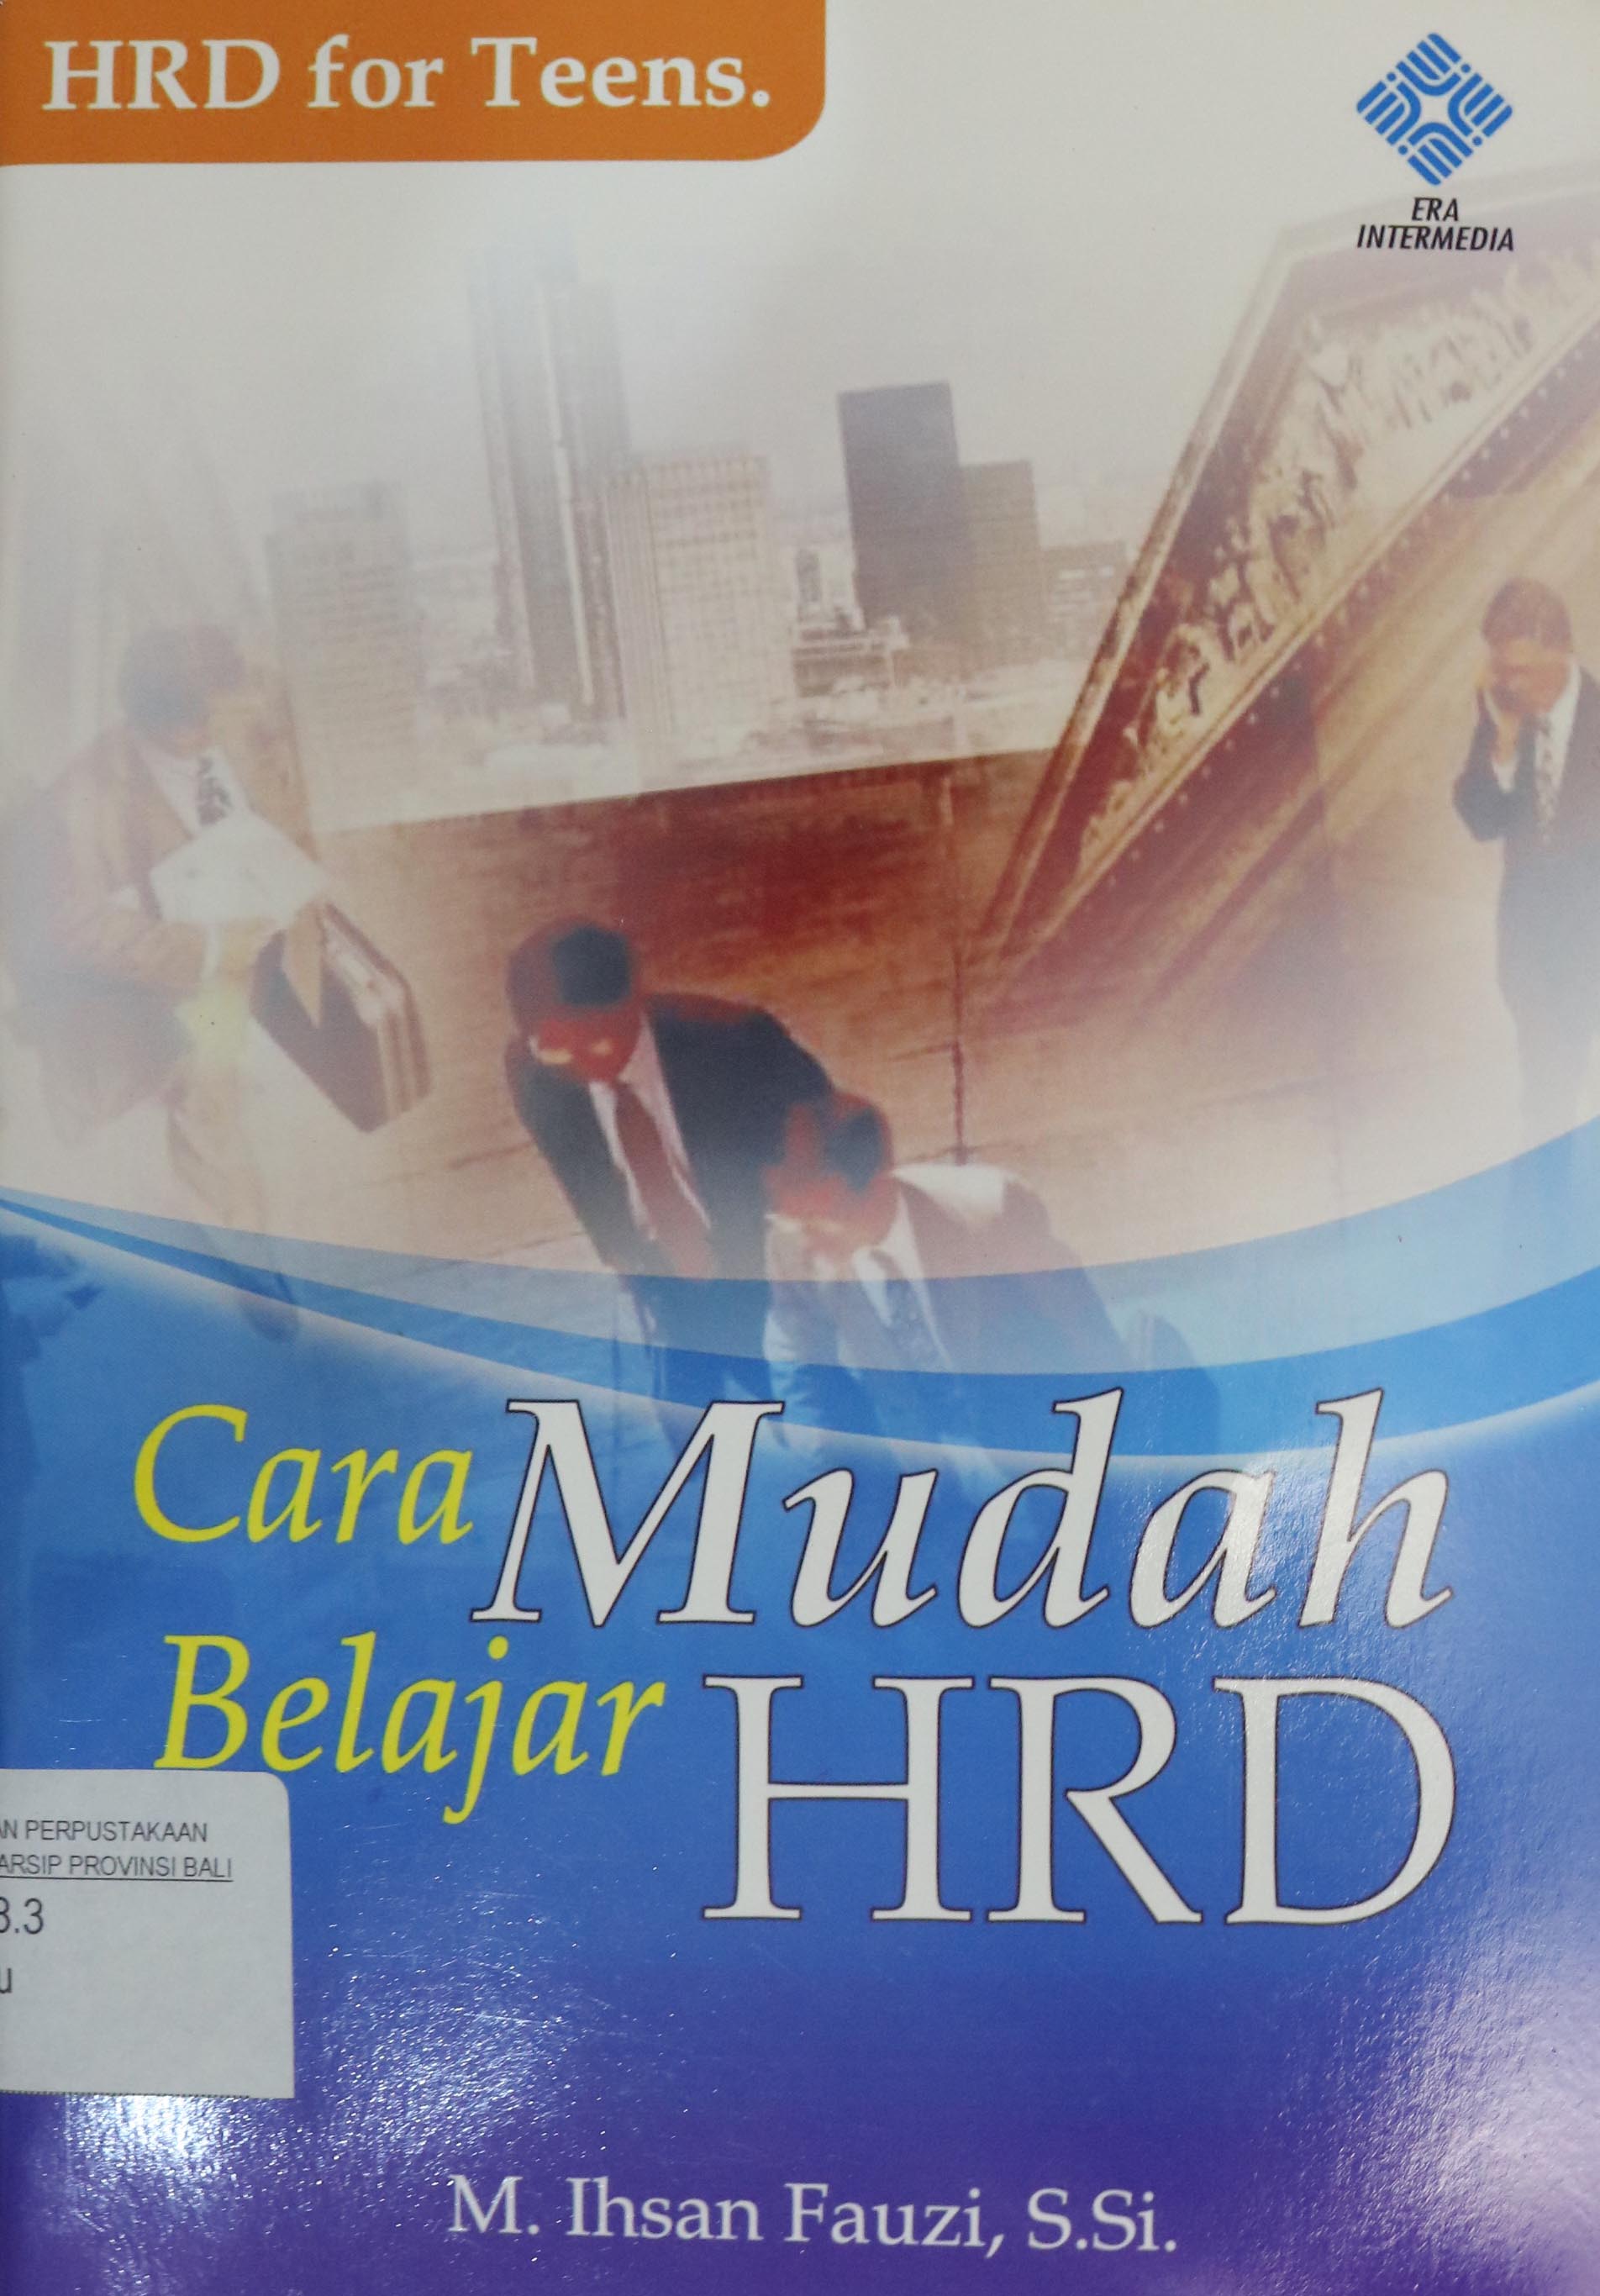 HRD for Teens.
ERA
INTERMEDIA
Cara Mudah
Belajar HRD
AN PERPUSTAKAAN
ARSIP PROVINSI BALI
3.3
u
M. Ihsan Fauzi, S.Si.